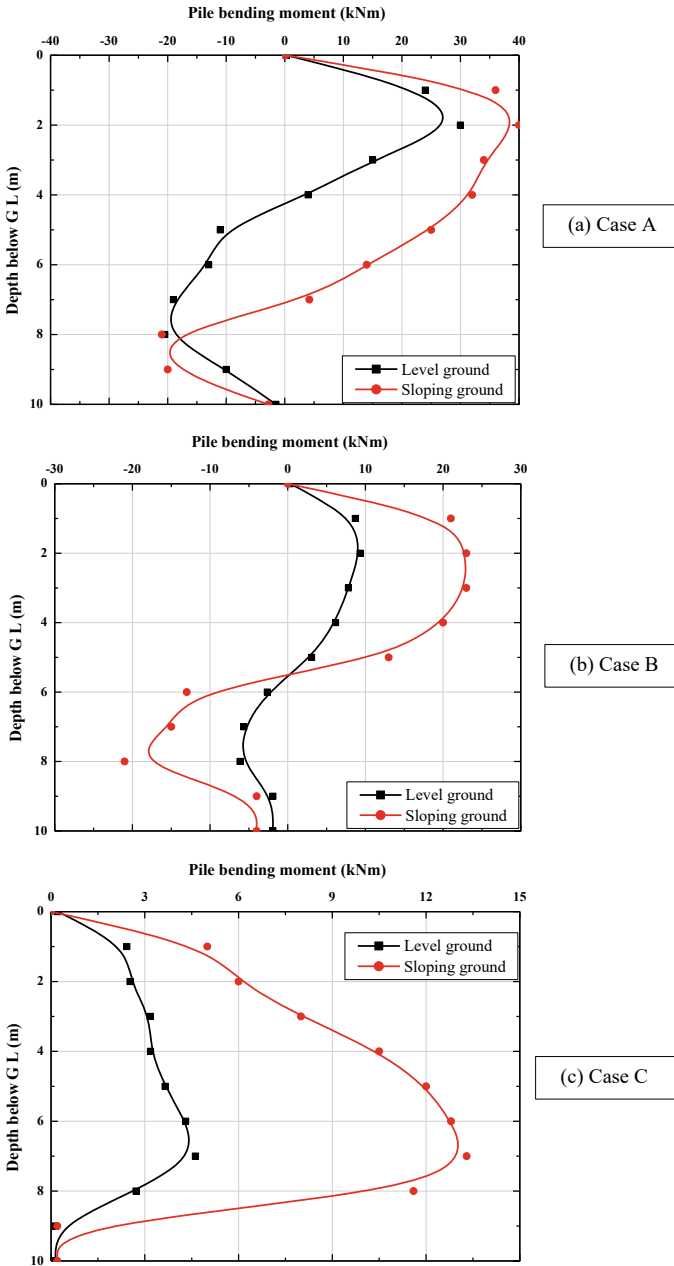 Pile bending moment (kNm)
-40 -30 -20 -10 0 10 20 30 40
0
2
4
6
8
10
Depth below G L (m)
Level ground
Sloping ground
(a) Case A
Pile bending moment (kNm)
-30 -20 -10 0 10 20 30
0
2
4
6
8
10
Depth below G L (m)
Level ground
Sloping ground
(b) Case B
Pile bending moment (kNm)
0 3 6 9 12 15
0
2
4
6
8
10
Depth below G L (m)
Level ground
Sloping ground
(c) Case C